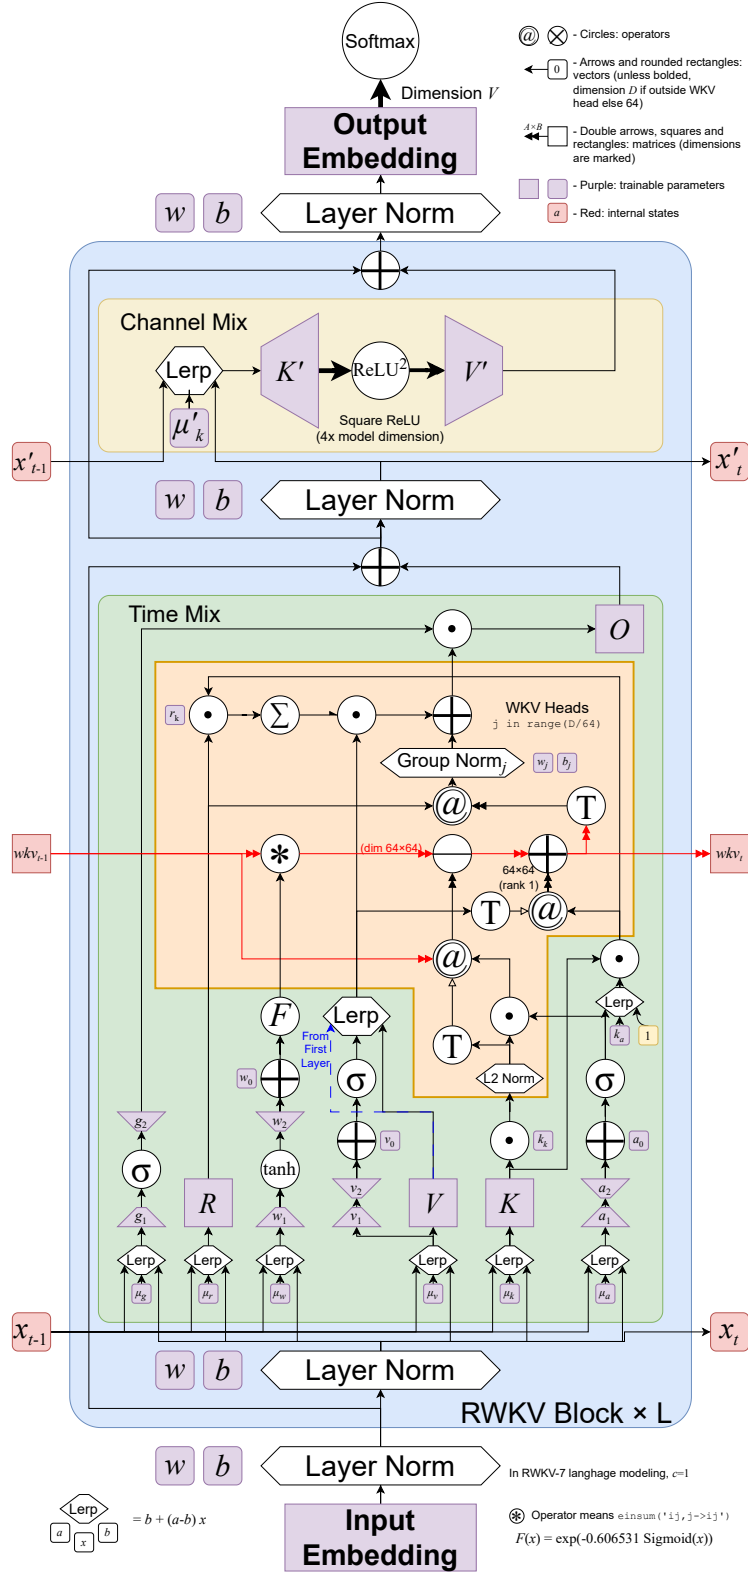 Softmax
@ ⊗ - Circles: operators
Dimension V
0 - Arrows and rounded rectangles:
vectors (unless bolded,
dimension D if outside WKV
head else 64)
Output
Embedding
A×B - Double arrows, squares and
rectangles: matrices (dimensions
are marked)
- Purple: trainable parameters
a - Red: internal states
w b Layer Norm
Channel Mix
Lerp K' ReLU² V'
μ'k
Square ReLU
(4x model dimension)
x't-1 x't
w b Layer Norm
Time Mix
O
rk Σ
WKV Heads
j in range(D/64)
Group Normj wj bj
@ T
wkvt-1 * (dim 64×64) wkvt
64×64
(rank 1)
T @
@
Lerp
F Lerp ka 1
From
First
Layer
T
w0 σ L2 Norm σ
g2 w2 v0 kk a0
σ tanh
v2 a2
R V K
g1 w1 v1 a1
Lerp Lerp Lerp Lerp Lerp Lerp
μg μr μw μv μk μa
xt-1 xt
w b Layer Norm
RWKV Block × L
w b Layer Norm
In RWKV-7 langhage modeling, c=1
Lerp
a x b
= b + (a-b) x
Input
Embedding
* Operator means einsum('ij,j->ij')
F(x) = exp(-0.606531 Sigmoid(x))